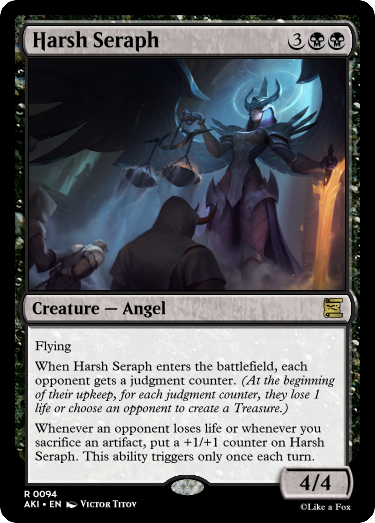 Harsh Seraph 3
Creature — Angel
Flying
When Harsh Seraph enters the battlefield, each
opponent gets a judgment counter. (At the beginning
of their upkeep, for each judgment counter, they lose 1
life or choose an opponent to create a Treasure.)
Whenever an opponent loses life or whenever you
sacrifice an artifact, put a +1/+1 counter on Harsh
Seraph. This ability triggers only once each turn.
4/4
R 0094
AKI • EN Victor Titov
©Like a Fox